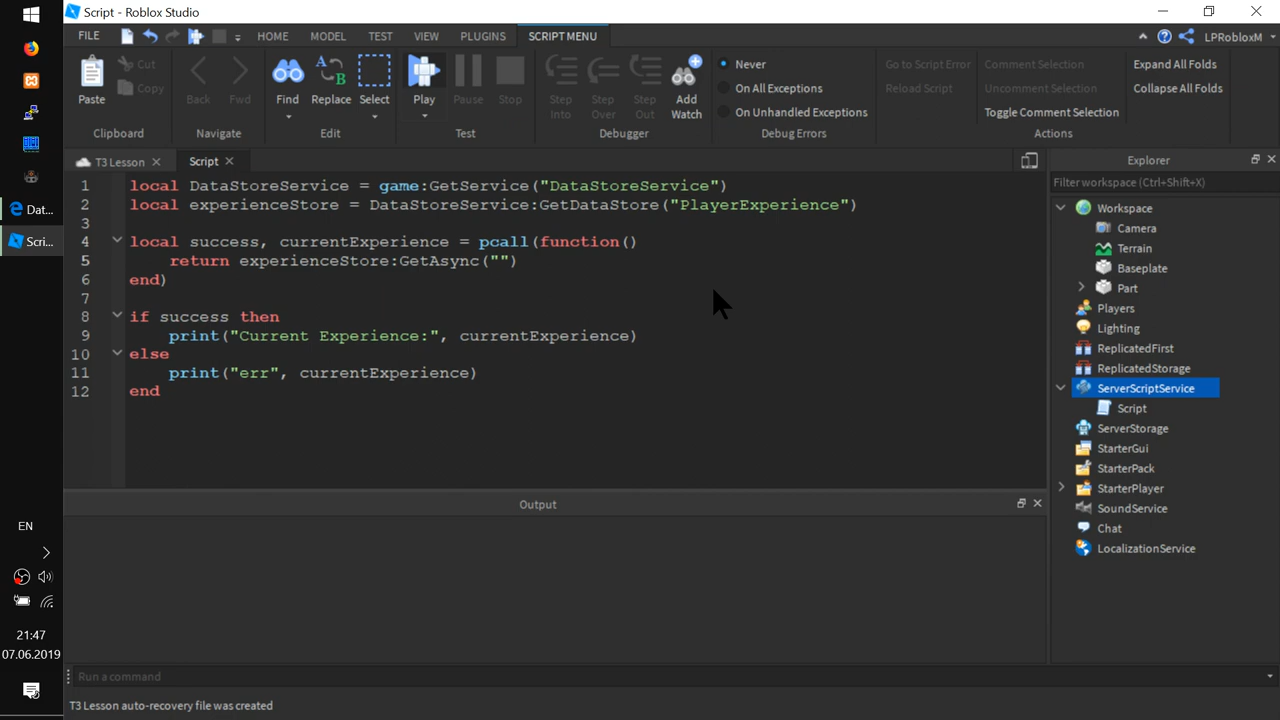 Script - Roblox Studio
FILE HOME MODEL TEST VIEW PLUGINS SCRIPT MENU LPRobloxM
Paste Cut Copy Back Fwd Find Replace Select Play Pause Stop Step Into Step Over Step Out Add Watch
Never
On All Exceptions
On Unhandled Exceptions
Go to Script Error
Reload Script
Comment Selection
Uncomment Selection
Toggle Comment Selection
Expand All Folds
Collapse All Folds
Clipboard Navigate Edit Test Debugger Debug Errors Actions
T3 Lesson Script
1 local DataStoreService = game:GetService("DataStoreService")
2 local experienceStore = DataStoreService:GetDataStore("PlayerExperience")
3
4 local success, currentExperience = pcall(function()
5 return experienceStore:GetAsync("")
6 end)
7
8 if success then
9 print("Current Experience:", currentExperience)
10 else
11 print("err", currentExperience)
12 end
Output
Run a command
T3 Lesson auto-recovery file was created
Explorer
Filter workspace (Ctrl+Shift+X)
Workspace
Camera
Terrain
Baseplate
Part
Players
Lighting
ReplicatedFirst
ReplicatedStorage
ServerScriptService
Script
ServerStorage
StarterGui
StarterPack
StarterPlayer
SoundService
Chat
LocalizationService
Dat...
Scri...
EN
21:47
07.06.2019